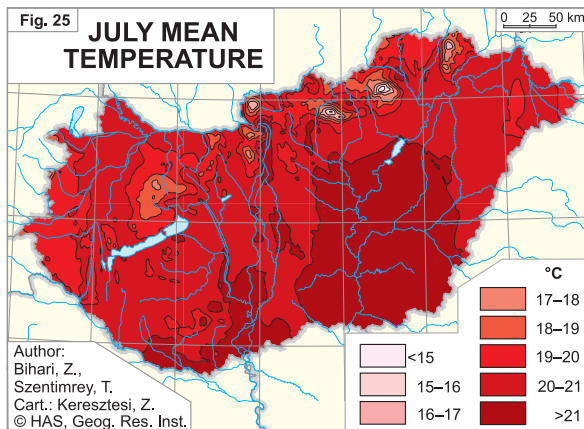 Fig. 25
JULY MEAN
TEMPERATURE
0 25 50 km
°C
17–18
18–19
<15
19–20
15–16
20–21
16–17
>21
Author:
Bihari, Z.,
Szentimrey, T.
Cart.: Keresztesi, Z.
© HAS, Geog. Res. Inst.